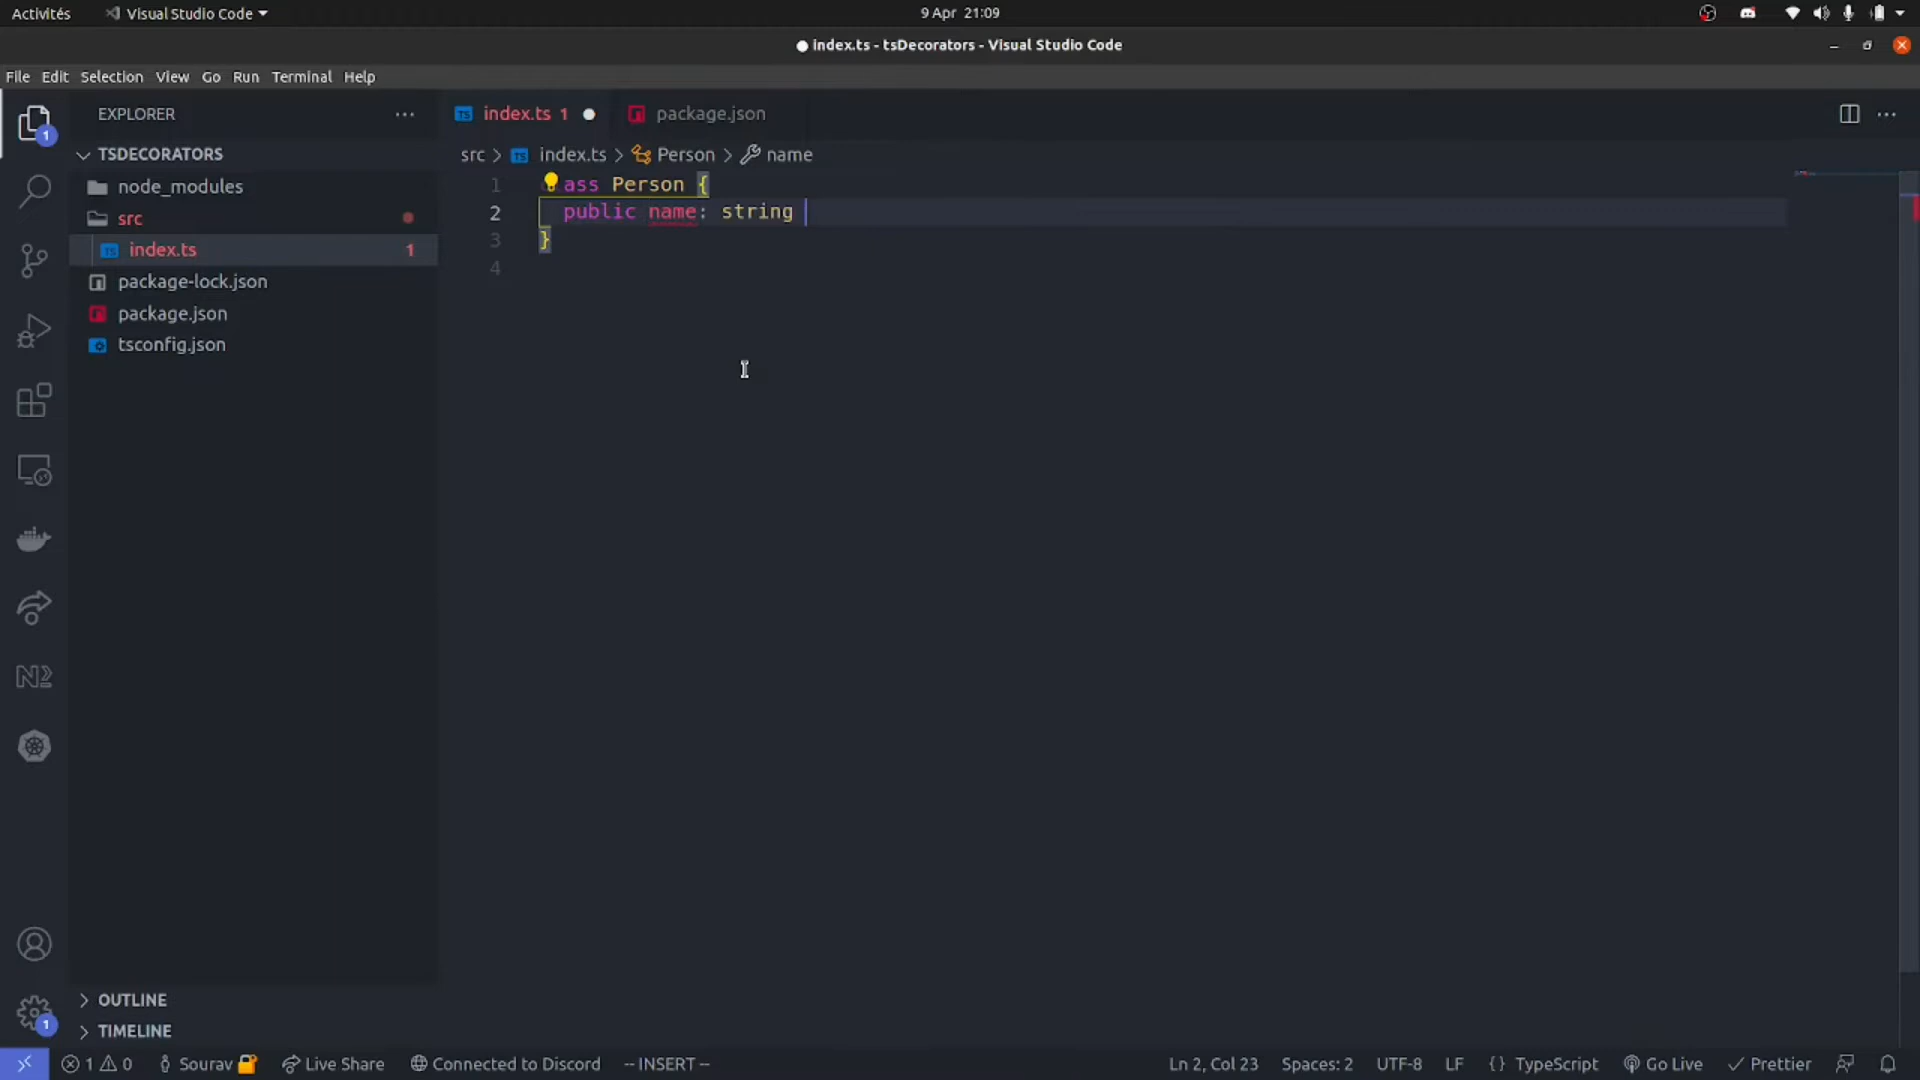 Activités Visual Studio Code 9 Apr 21:09
index.ts - tsDecorators - Visual Studio Code
File Edit Selection View Go Run Terminal Help
EXPLORER
index.ts 1
package.json
TSDECORATORS
src > index.ts > Person > name
node_modules
src
index.ts 1
package-lock.json
package.json
tsconfig.json
1 ass Person {
2 public name: string
3 }
4
OUTLINE
TIMELINE
1 0 Sourav Live Share Connected to Discord -- INSERT -- Ln 2, Col 23 Spaces: 2 UTF-8 LF {} TypeScript Go Live Prettier